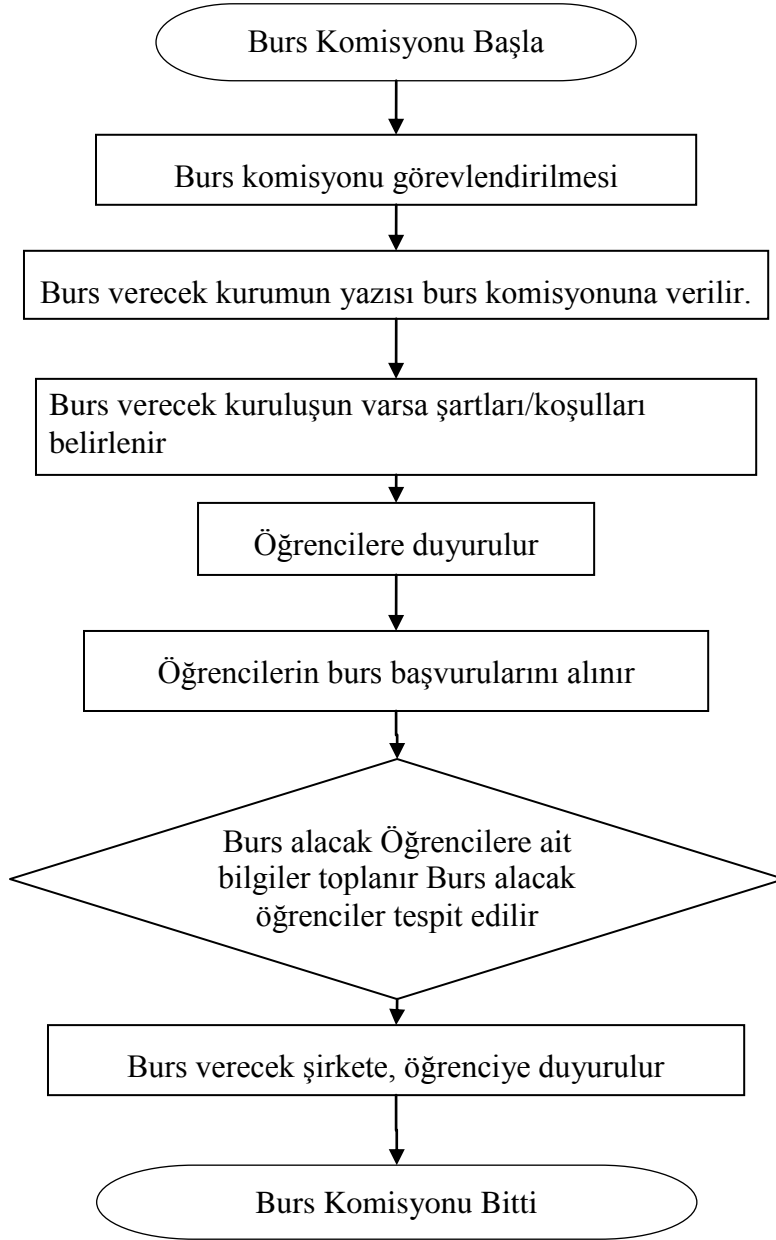 Burs Komisyonu Başla
Burs komisyonu görevlendirilmesi
Burs verecek kurumun yazısı burs komisyonuna verilir.
Burs verecek kuruluşun varsa şartları/koşulları
belirlenir
Öğrencilere duyurulur
Öğrencilerin burs başvurularını alınır
Burs alacak Öğrencilere ait
bilgiler toplanır Burs alacak
öğrenciler tespit edilir
Burs verecek şirkete, öğrenciye duyurulur
Burs Komisyonu Bitti